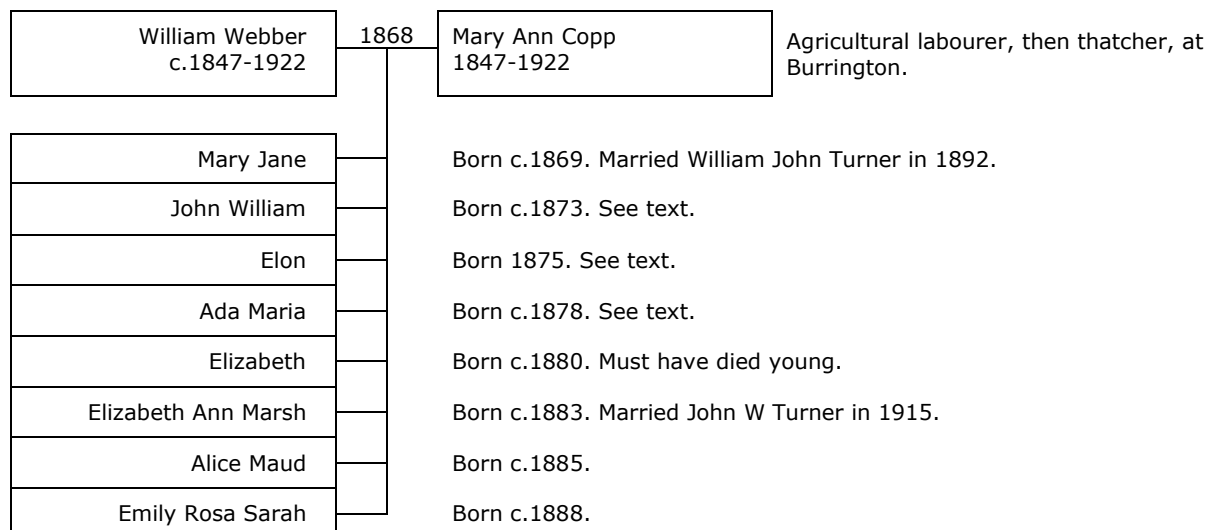 William Webber
c.1847-1922
1868
Mary Ann Copp
1847-1922
Agricultural labourer, then thatcher, at
Burrington.
Mary Jane
Born c.1869. Married William John Turner in 1892.
John William
Born c.1873. See text.
Elon
Born 1875. See text.
Ada Maria
Born c.1878. See text.
Elizabeth
Born c.1880. Must have died young.
Elizabeth Ann Marsh
Born c.1883. Married John W Turner in 1915.
Alice Maud
Born c.1885.
Emily Rosa Sarah
Born c.1888.